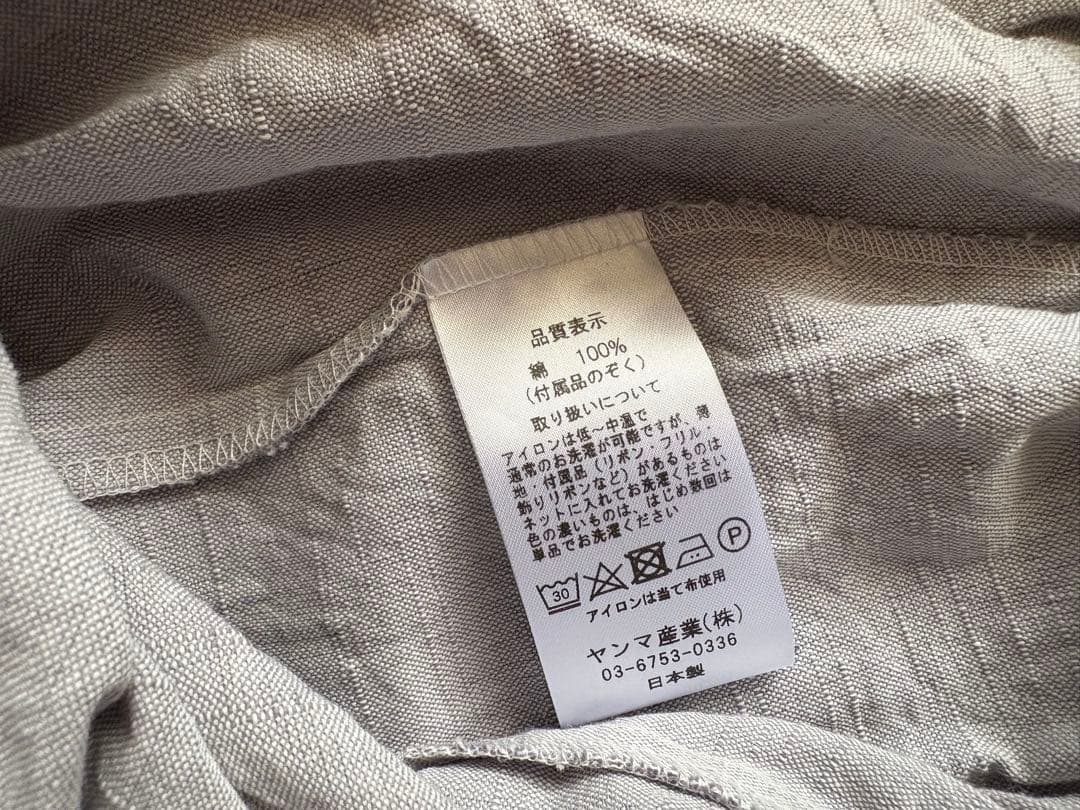 品質表示
綿 100%
(付属品のぞく)
取り扱いについて
アイロンは低~中温で
通常のお洗濯が可能ですが、薄
地・付属品(リボン・フリル・
飾りリボンなど)があるものは
ネットに入れてお洗濯ください
色の濃いものは、はじめ数回は
単品でお洗濯ください
30 P
アイロンは当て布使用
ヤンマ産業(株)
03-6753-0336
日本製